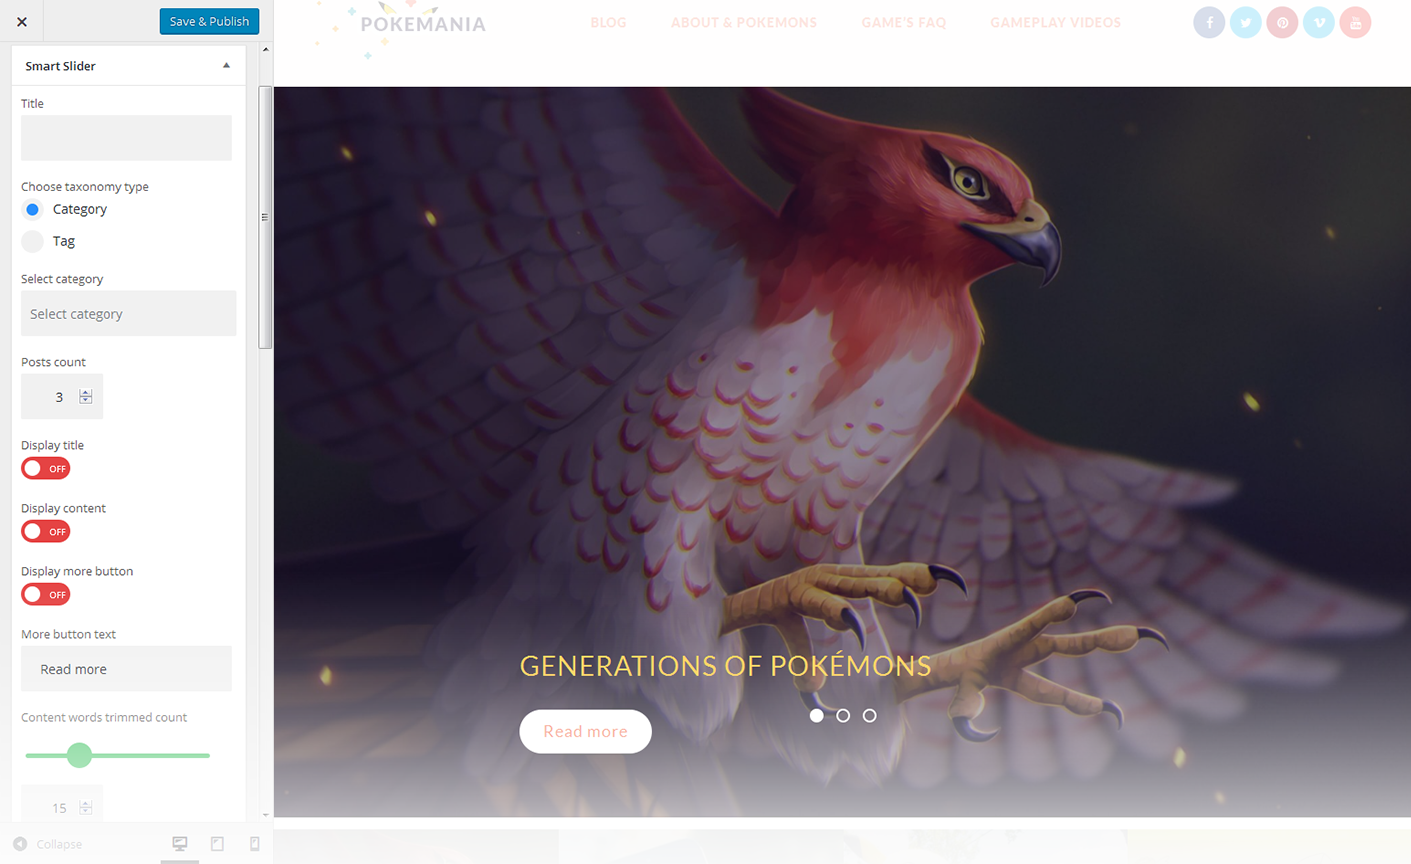 Save & Publish
Smart Slider
Title
Choose taxonomy type
Category
Tag
Select category
Select category
Posts count
3
Display title
OFF
Display content
OFF
Display more button
OFF
More button text
Read more
Content words trimmed count
15
Collapse
POKEMANIA
BLOG
ABOUT & POKEMONS
GAME'S FAQ
GAMEPLAY VIDEOS
f
p
v
You Tube
GENERATIONS OF POKÉMONS
Read more